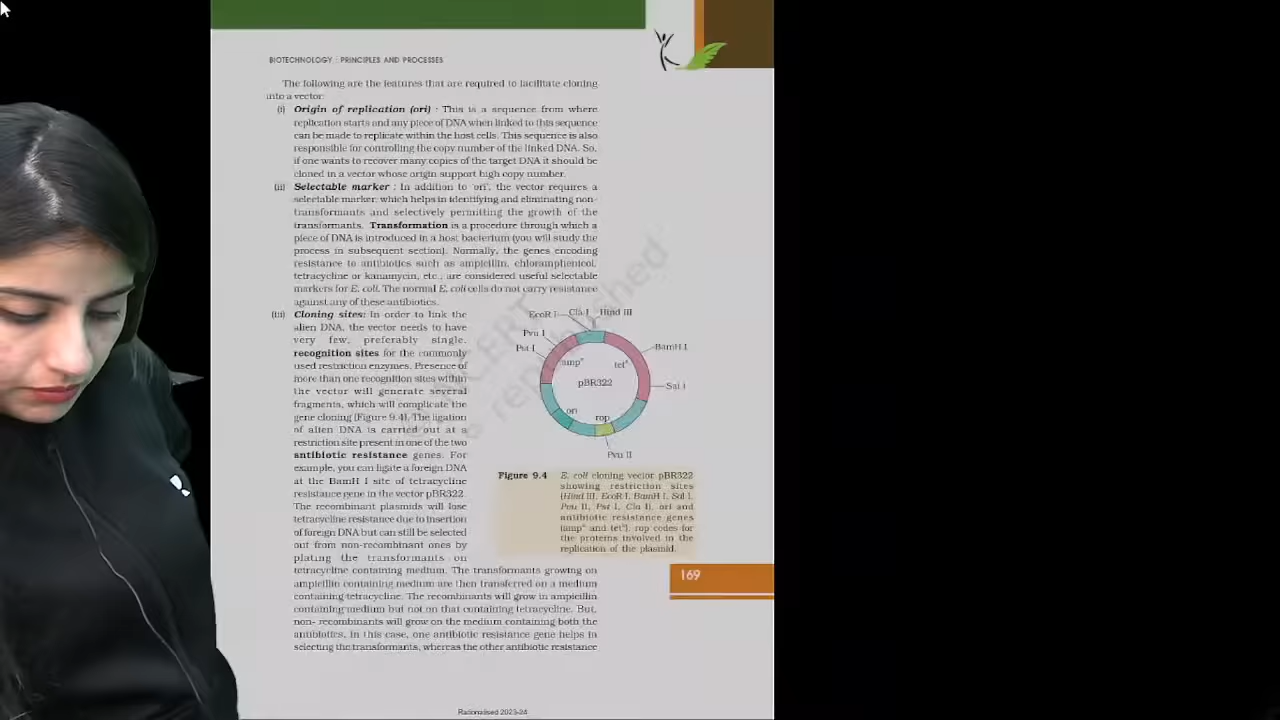 BIOTECHNOLOGY : PRINCIPLES AND PROCESSES
The following are the features that are required to facilitate cloning
into a vector.
(i) Origin of replication (ori) : This is a sequence from where
replication starts and any piece of DNA when linked to this sequence
can be made to replicate within the host cells. This sequence is also
responsible for controlling the copy number of the linked DNA. So,
if one wants to recover many copies of the target DNA it should be
cloned in a vector whose origin support high copy number.
(ii) Selectable marker : In addition to 'ori', the vector requires a
selectable marker, which helps in identifying and eliminating non-
transformants and selectively permitting the growth of the
transformants. Transformation is a procedure through which a
piece of DNA is introduced in a host bacterium (you will study the
process in subsequent section). Normally, the genes encoding
resistance to antibiotics such as ampicillin, chloramphenicol,
tetracycline or kanamycin, etc., are considered useful selectable
markers for E. coli. The normal E. coli cells do not carry resistance
against any of these antibiotics.
(iii) Cloning sites: In order to link the
alien DNA, the vector needs to have
very few, preferably single,
recognition sites for the commonly
used restriction enzymes. Presence of
more than one recognition sites within
the vector will generate several
fragments, which will complicate the
gene cloning (Figure 9.4). The ligation
of alien DNA is carried out at a
restriction site present in one of the two
antibiotic resistance genes. For
example, you can ligate a foreign DNA
at the BamH I site of tetracycline
resistance gene in the vector pBR322.
The recombinant plasmids will lose
tetracycline resistance due to insertion
of foreign DNA but can still be selected
out from non-recombinant ones by
plating the transformants on
tetracycline containing medium. The transformants growing on
ampicillin containing medium are then transferred on a medium
containing tetracycline. The recombinants will grow in ampicillin
containing medium but not on that containing tetracycline. But,
non- recombinants will grow on the medium containing both the
antibiotics. In this case, one antibiotic resistance gene helps in
selecting the transformants, whereas the other antibiotic resistance
EcoR I
Cla I
Hind III
Pvu I
Pst I
BamH I
Sal I
ampR
tetR
pBR322
ori
rop
Pvu II
Figure 9.4 E. coli cloning vector pBR322
showing restriction sites
(Hind III, EcoR I, BamH I, Sal I,
Pvu II, Pst I, Cla I), ori and
antibiotic resistance genes
(ampR and tetR). rop codes for
the proteins involved in the
replication of the plasmid.
169
Rationalised 2023-24